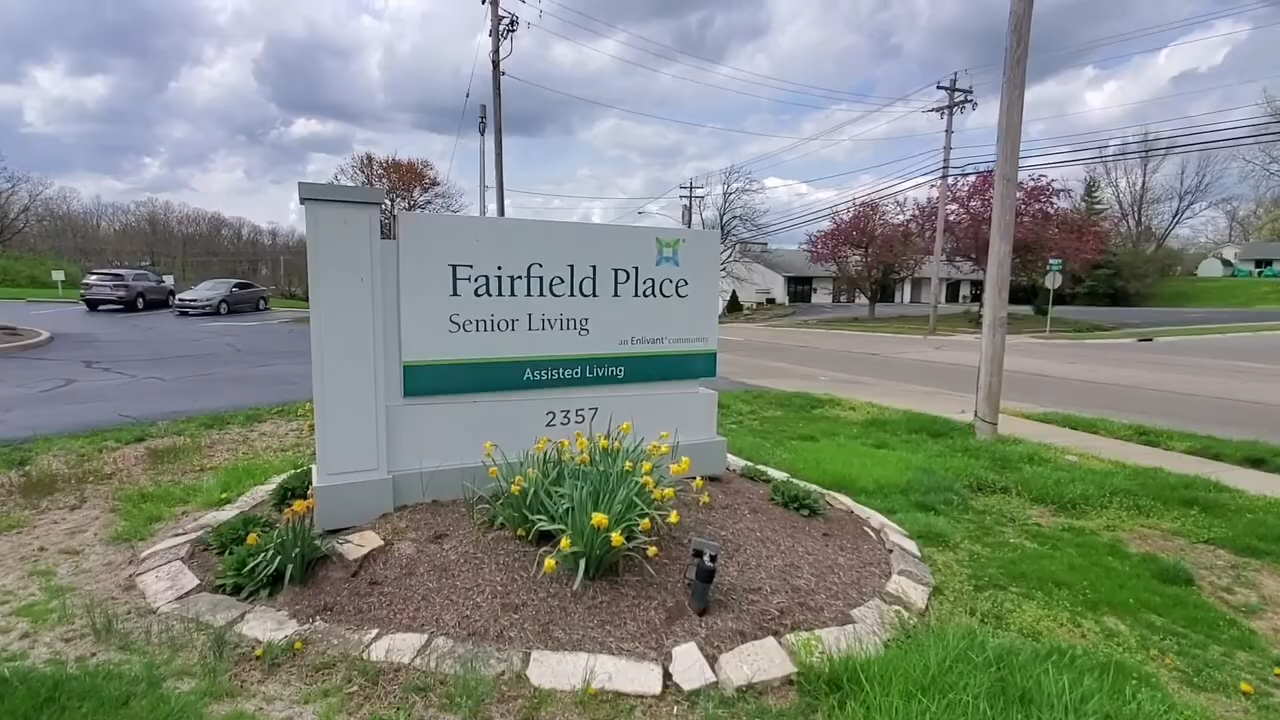 Fairfield Place
Senior Living
an Enlivant® community
Assisted Living
2357